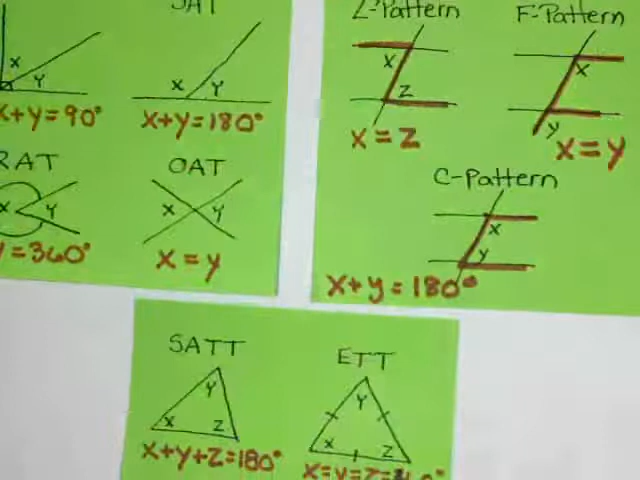 SAT
X
Y
X+Y=90°
X
Y
X+Y=180°
RAT
X
Y
Y=360°
OAT
X
Y
X=Y
Z-Pattern
X
Z
X=Z
F-Pattern
X
Y
X=Y
C-Pattern
X
Y
X+Y=180°
SATT
Y
X
Z
X+Y+Z=180°
ETT
Y
X
Z
X=Y=Z=